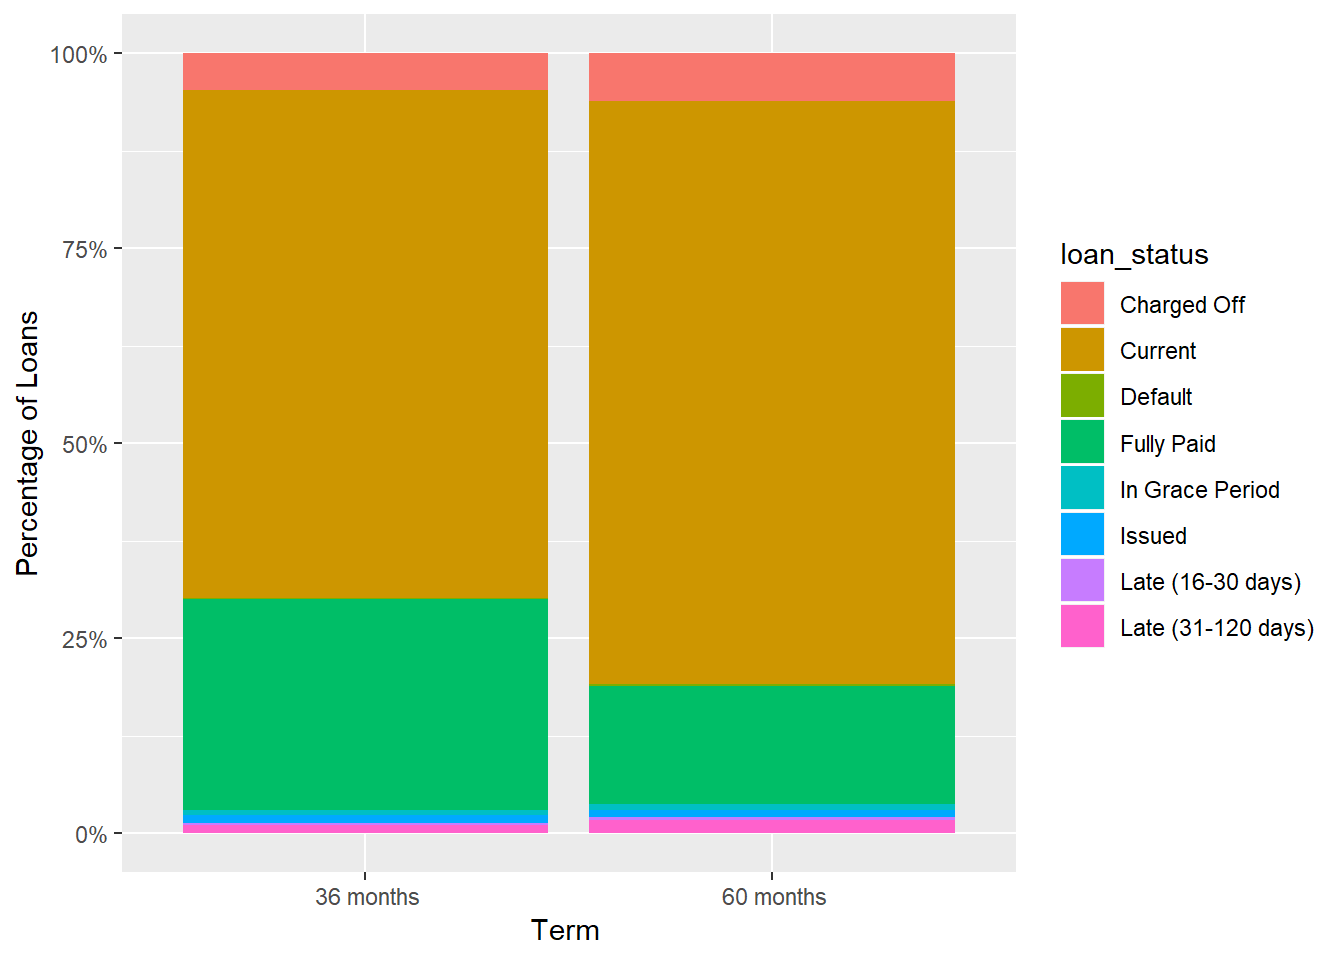 Percentage of Loans
100%
75%
50%
25%
0%
36 months
60 months
Term
loan_status
Charged Off
Current
Default
Fully Paid
In Grace Period
Issued
Late (16-30 days)
Late (31-120 days)